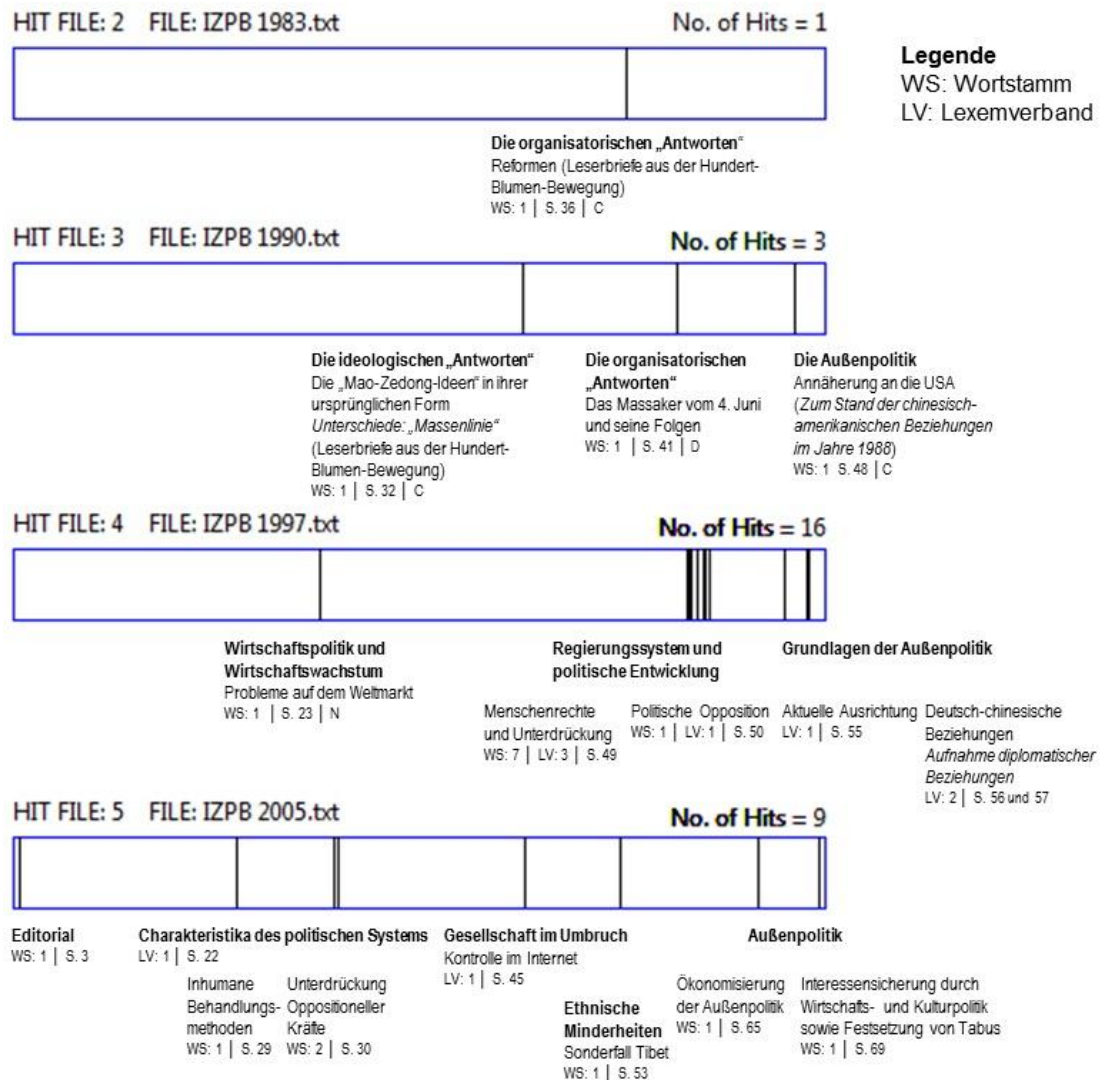 HIT FILE: 2 FILE: IZPB 1983.txt No. of Hits = 1
Legende
WS: Wortstamm
LV: Lexemverband
Die organisatorischen „Antworten“
Reformen (Leserbriefe aus der Hundert-
Blumen-Bewegung)
WS: 1 | S. 36 | C
HIT FILE: 3 FILE: IZPB 1990.txt No. of Hits = 3
Die ideologischen „Antworten“
Die „Mao-Zedong-Ideen“ in ihrer
ursprünglichen Form
Unterschiede: „Massenlinie“
(Leserbriefe aus der Hundert-
Blumen-Bewegung)
WS: 1 | S. 32 | C
Die organisatorischen
„Antworten“
Das Massaker vom 4. Juni
und seine Folgen
WS: 1 | S. 41 | D
Die Außenpolitik
Annäherung an die USA
(Zum Stand der chinesisch-
amerikanischen Beziehungen
im Jahre 1988)
WS: 1 S. 48 | C
HIT FILE: 4 FILE: IZPB 1997.txt No. of Hits = 16
Wirtschaftspolitik und
Wirtschaftswachstum
Probleme auf dem Weltmarkt
WS: 1 | S. 23 | N
Regierungssystem und
politische Entwicklung
Menschenrechte
und Unterdrückung
WS: 7 | LV: 3 | S. 49
Politische Opposition
WS: 1 | LV: 1 | S. 50
Grundlagen der Außenpolitik
Aktuelle Ausrichtung
LV: 1 | S. 55
Deutsch-chinesische
Beziehungen
Aufnahme diplomatischer
Beziehungen
LV: 2 | S. 56 und 57
HIT FILE: 5 FILE: IZPB 2005.txt No. of Hits = 9
Editorial
WS: 1 | S. 3
Charakteristika des politischen Systems
LV: 1 | S. 22
Inhumane
Behandlungs-
methoden
WS: 1 | S. 29
Unterdrückung
Oppositioneller
Kräfte
WS: 2 | S. 30
Gesellschaft im Umbruch
Kontrolle im Internet
LV: 1 | S. 45
Ethnische
Minderheiten
Sonderfall Tibet
WS: 1 | S. 53
Außenpolitik
Ökonomisierung
der Außenpolitik
WS: 1 | S. 65
Interessensicherung durch
Wirtschafts- und Kulturpolitik
sowie Festsetzung von Tabus
WS: 1 | S. 69